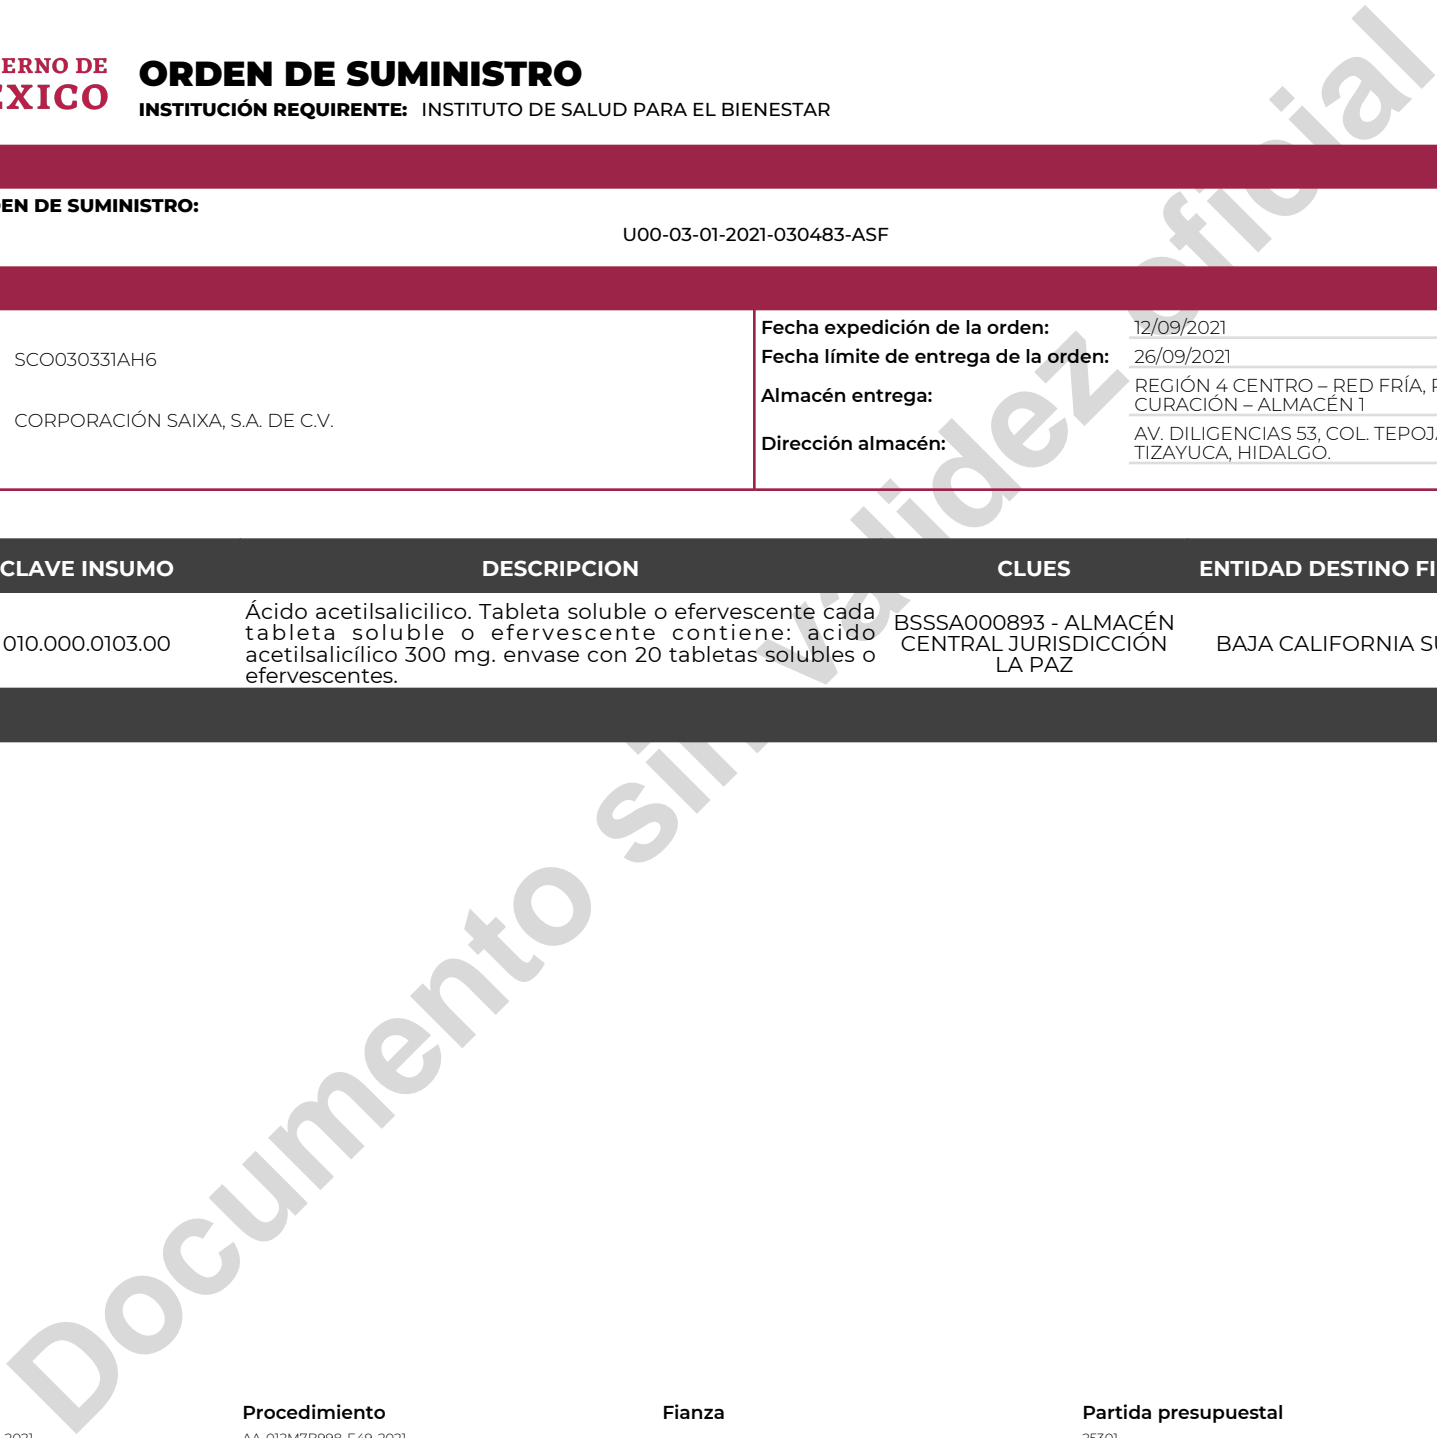 ERNO DE
ÉXICO
ORDEN DE SUMINISTRO
INSTITUCIÓN REQUIRENTE: INSTITUTO DE SALUD PARA EL BIENESTAR
EN DE SUMINISTRO:
U00-03-01-2021-030483-ASF
SCO030331AH6
CORPORACIÓN SAIXA, S.A. DE C.V.
Fecha expedición de la orden: 12/09/2021
Fecha límite de entrega de la orden: 26/09/2021
Almacén entrega: REGIÓN 4 CENTRO – RED FRÍA,
CURACIÓN – ALMACÉN 1
Dirección almacén: AV. DILIGENCIAS 53, COL. TEPOJA
TIZAYUCA, HIDALGO.
CLAVE INSUMO DESCRIPCION CLUES ENTIDAD DESTINO FI
010.000.0103.00
Ácido acetilsalicilico. Tableta soluble o efervescente cada
tableta soluble o efervescente contiene: acido
acetilsalicílico 300 mg. envase con 20 tabletas solubles o
efervescentes.
BSSSA000893 - ALMACÉN
CENTRAL JURISDICCIÓN
LA PAZ
BAJA CALIFORNIA SU
Documento sin validez oficial
Procedimiento Fianza Partida presupuestal